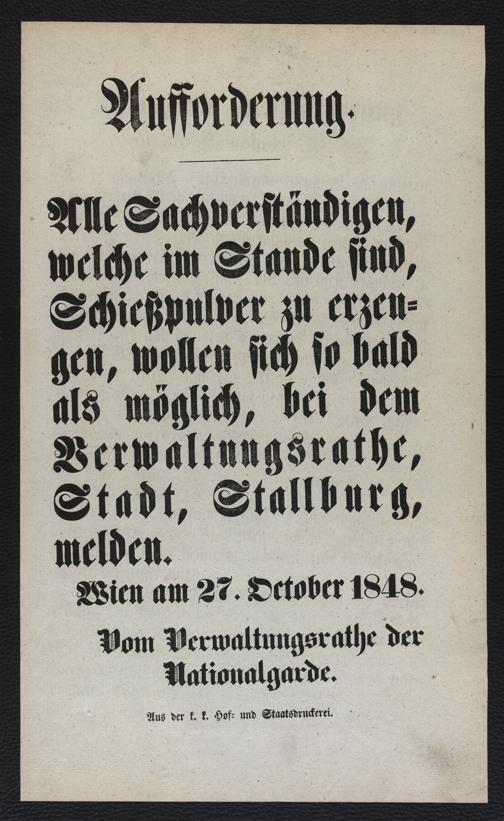 Aufforderung.
Alle Sachverständigen,
welche im Stande sind,
Schießpulver zu erzeu-
gen, wollen sich so bald
als möglich, bei dem
Verwaltungsrathe,
Stadt, Stallburg,
melden.
Wien am 27. October 1848.
Vom Verwaltungsrathe der
Nationalgarde.
Aus der k. k. Hof- und Staatsdruckerei.